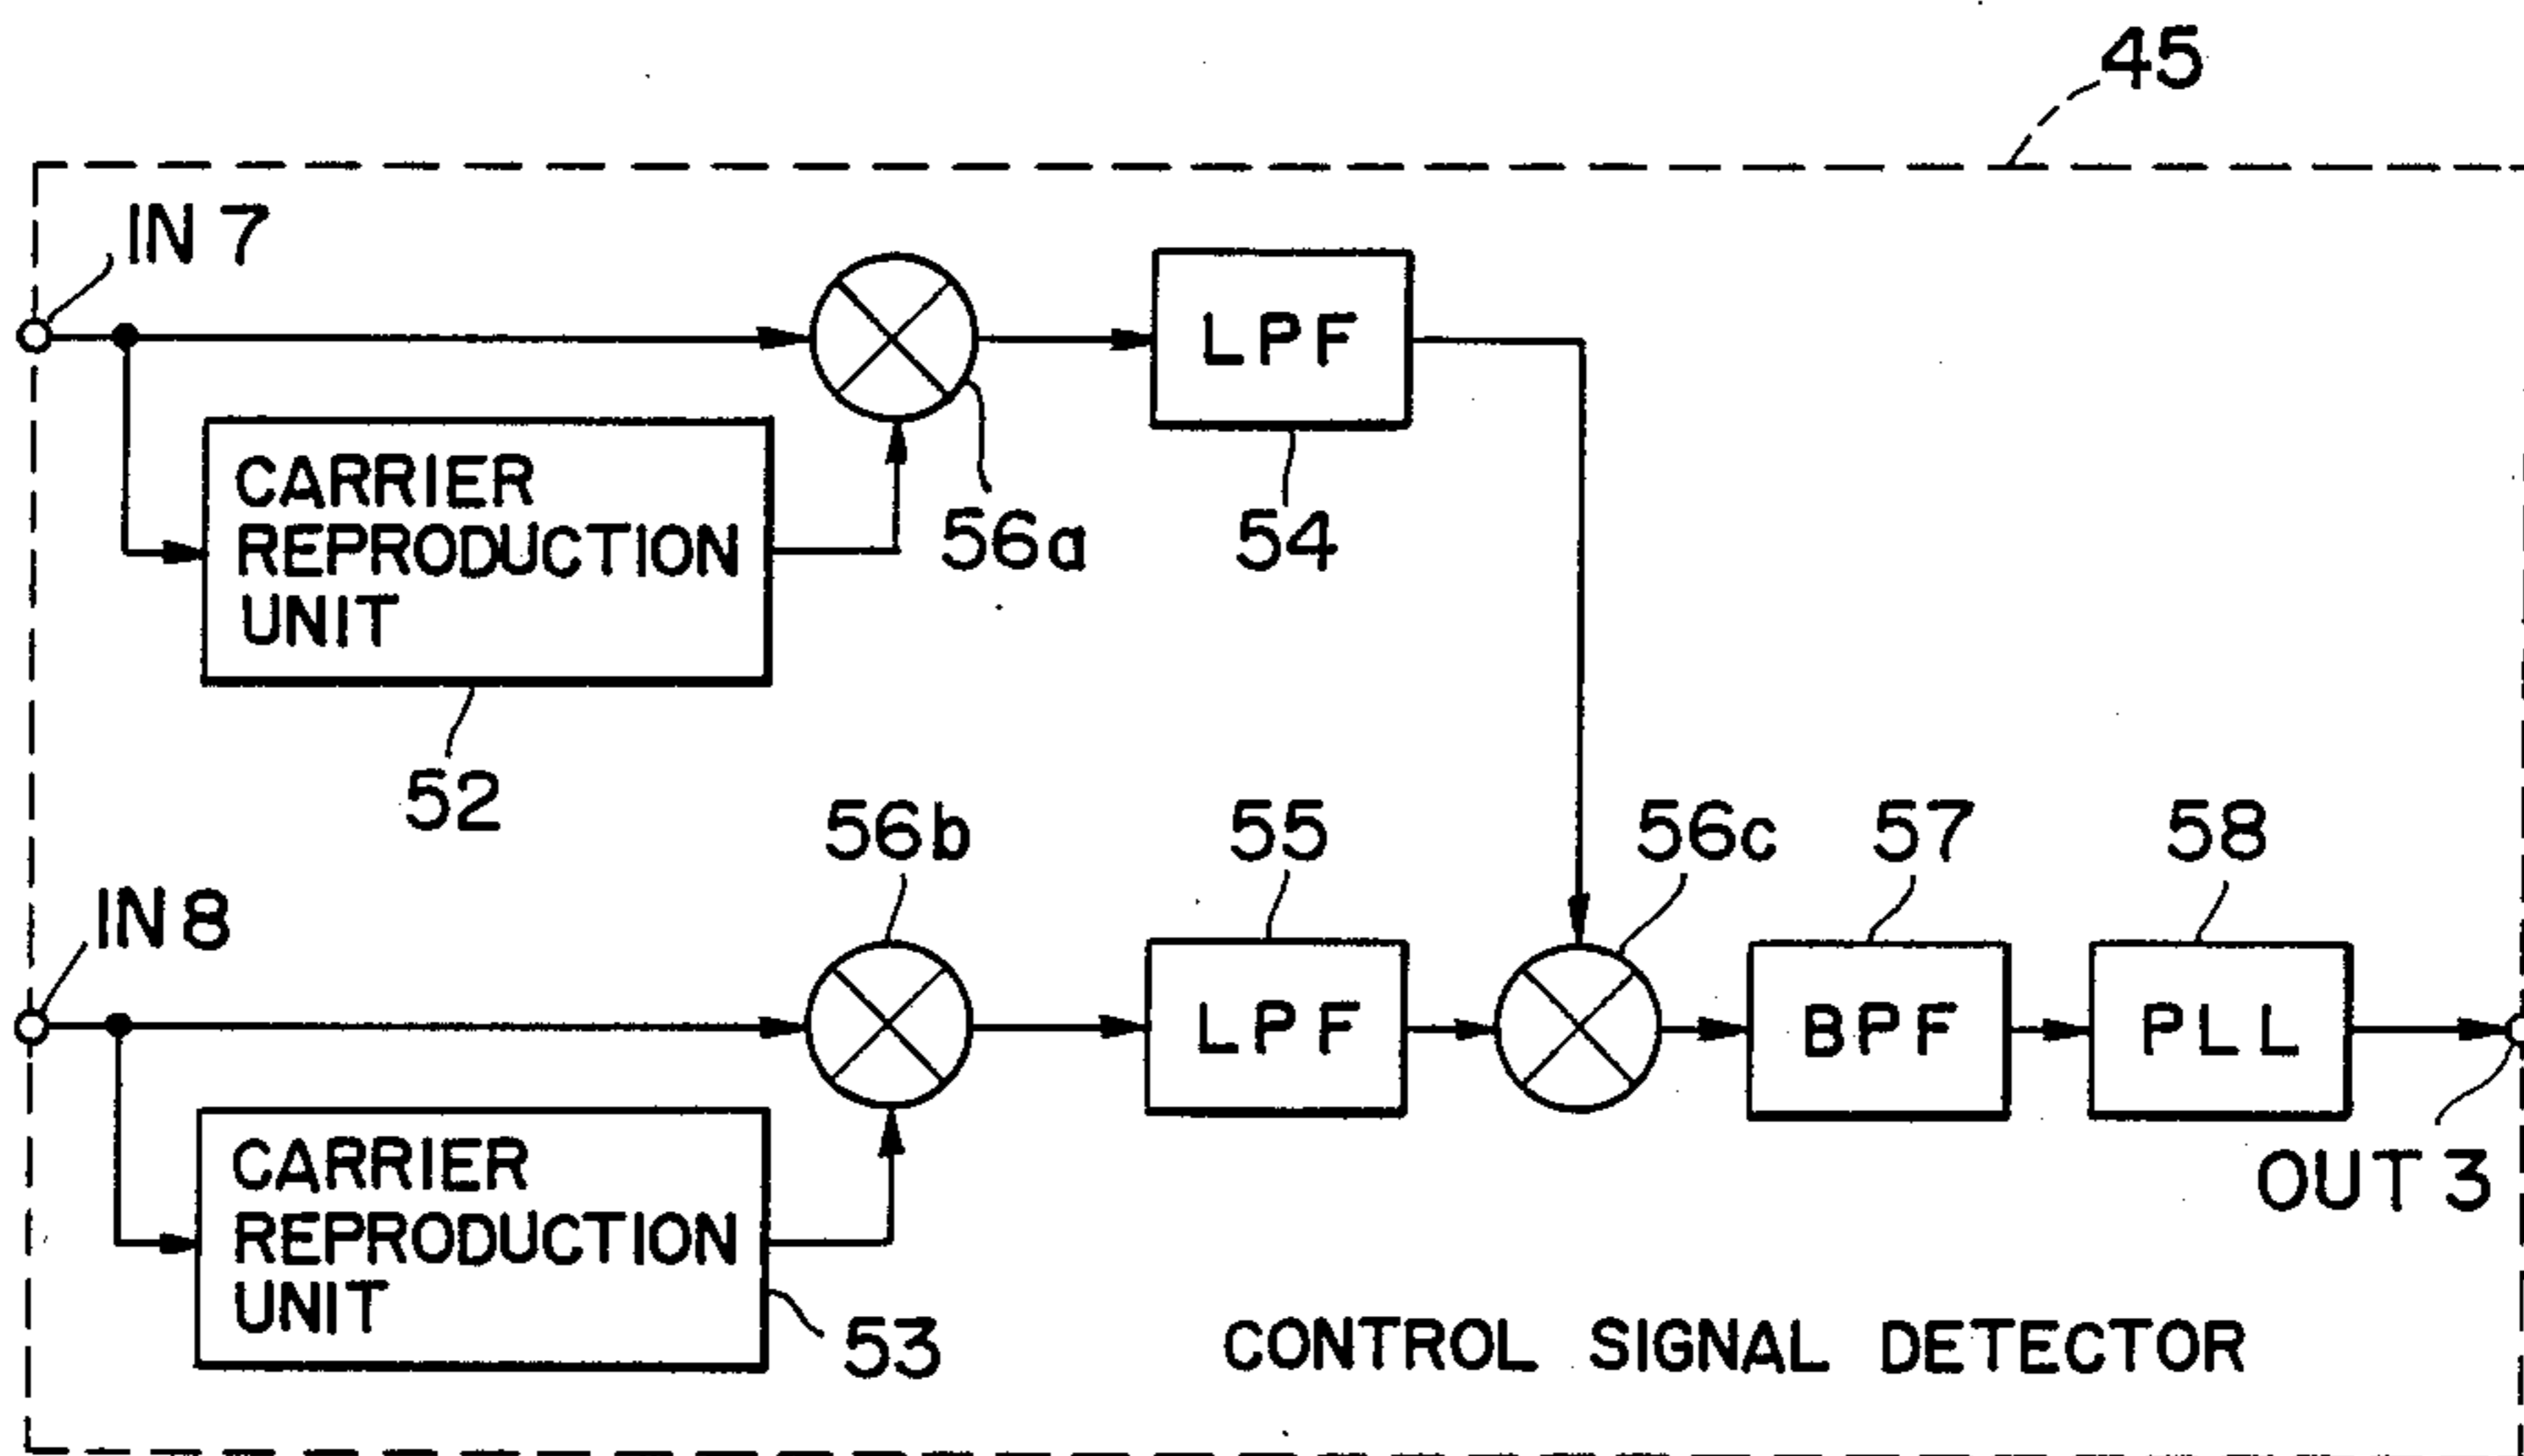 45
IN 7
LPF
CARRIER
REPRODUCTION
UNIT
56a
54
52
56b
55
56c
57
58
IN 8
LPF
BPF
PLL
OUT 3
CARRIER
REPRODUCTION
UNIT
53
CONTROL SIGNAL DETECTOR